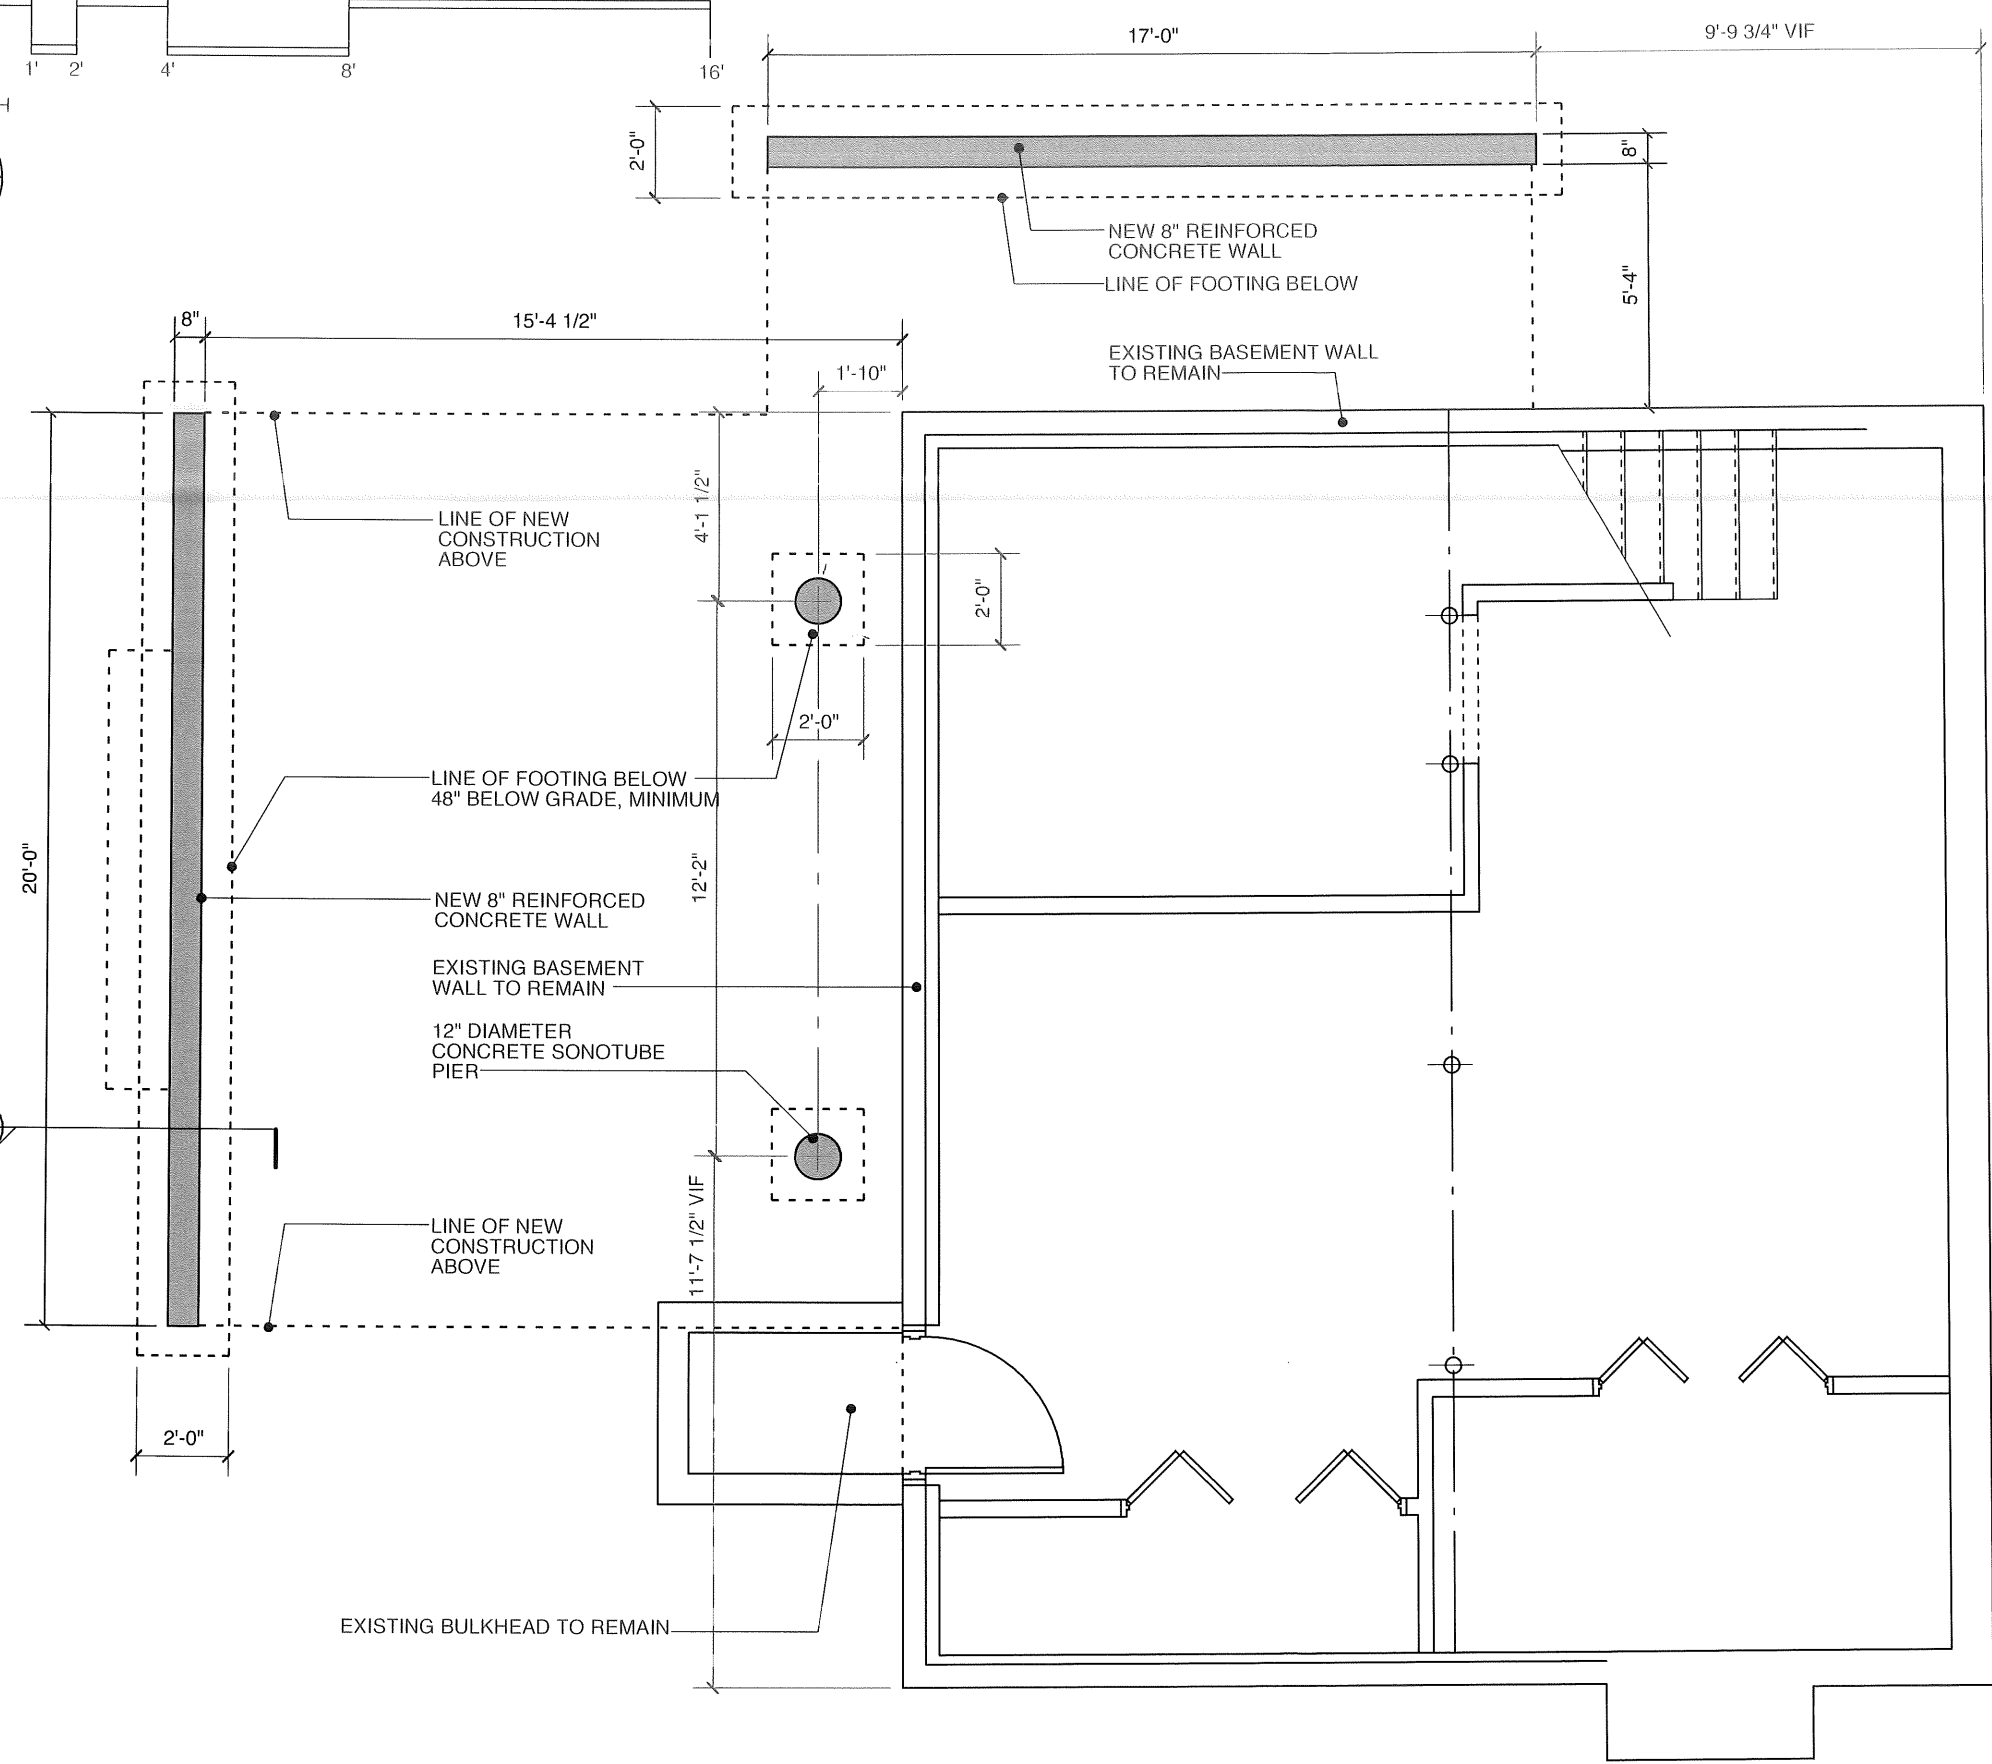 17'-0"
9'-9 3/4" VIF
1'
2'
4'
8'
16'
2'-0"
8"
NEW 8" REINFORCED
CONCRETE WALL
LINE OF FOOTING BELOW
5'-4"
8"
15'-4 1/2"
EXISTING BASEMENT WALL
TO REMAIN
1'-10"
4'-1 1/2"
LINE OF NEW
CONSTRUCTION
ABOVE
2'-0"
2'-0"
LINE OF FOOTING BELOW
48" BELOW GRADE, MINIMUM
20'-0"
12'-2"
NEW 8" REINFORCED
CONCRETE WALL
EXISTING BASEMENT
WALL TO REMAIN
12" DIAMETER
CONCRETE SONOTUBE
PIER
11'-7 1/2" VIF
LINE OF NEW
CONSTRUCTION
ABOVE
2'-0"
EXISTING BULKHEAD TO REMAIN